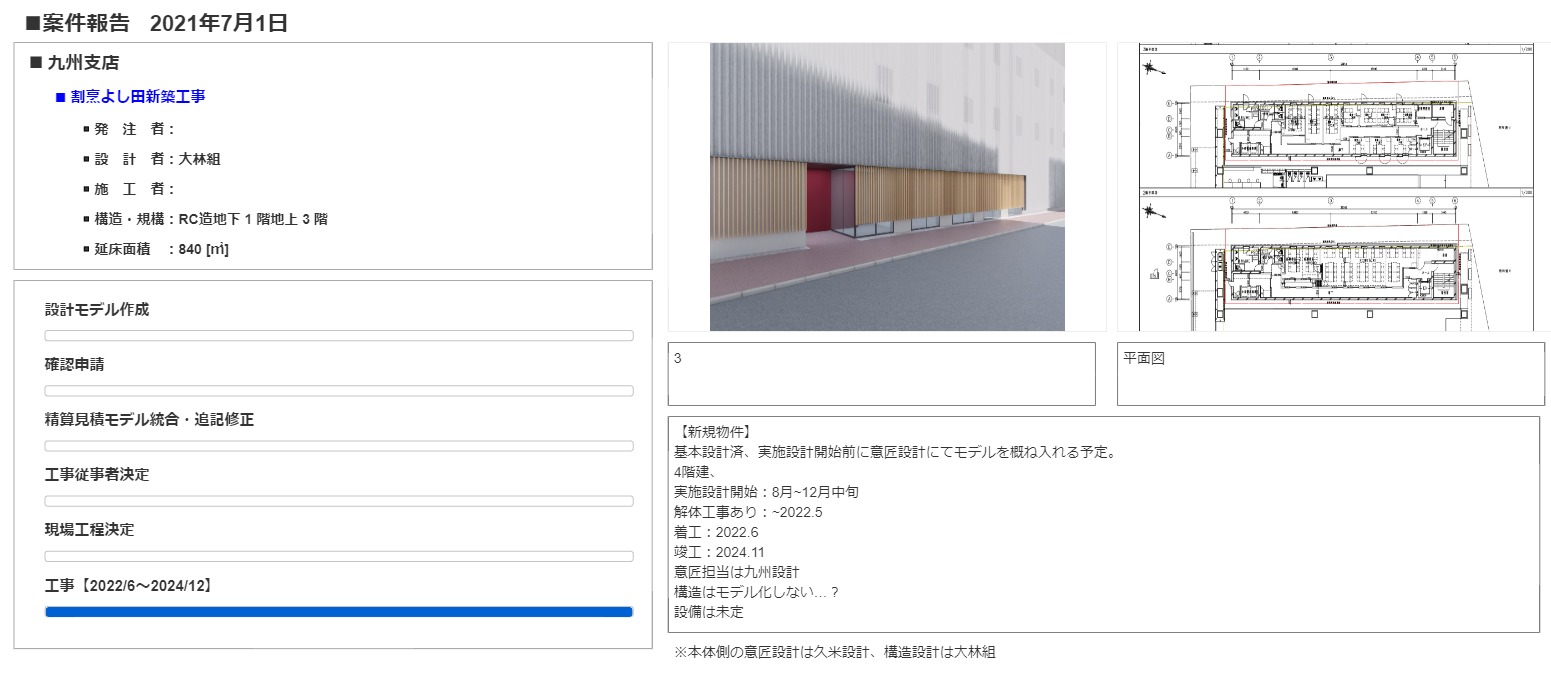 ■案件報告　2021年7月1日
■ 九州支店
■ 割烹よし田新築工事
▪ 発　注　者：
▪ 設　計　者：大林組
▪ 施　工　者：
▪ 構造・規構：RC造地下 1 階地上 3 階
▪ 延床面積　：840 [㎡]
設計モデル作成
確認申請
精算見積モデル統合・追記修正
工事従事者決定
現場工程決定
工事【2022/6～2024/12】
3
平面図
【新規物件】
基本設計済、実施設計開始前に意匠設計にてモデルを概ね入れる予定。
4階建、
実施設計開始：8月~12月中旬
解体工事あり：~2022.5
着工：2022.6
竣工：2024.11
意匠担当は九州設計
構造はモデル化しない…？
設備は未定
※本体側の意匠設計は久米設計、構造設計は大林組